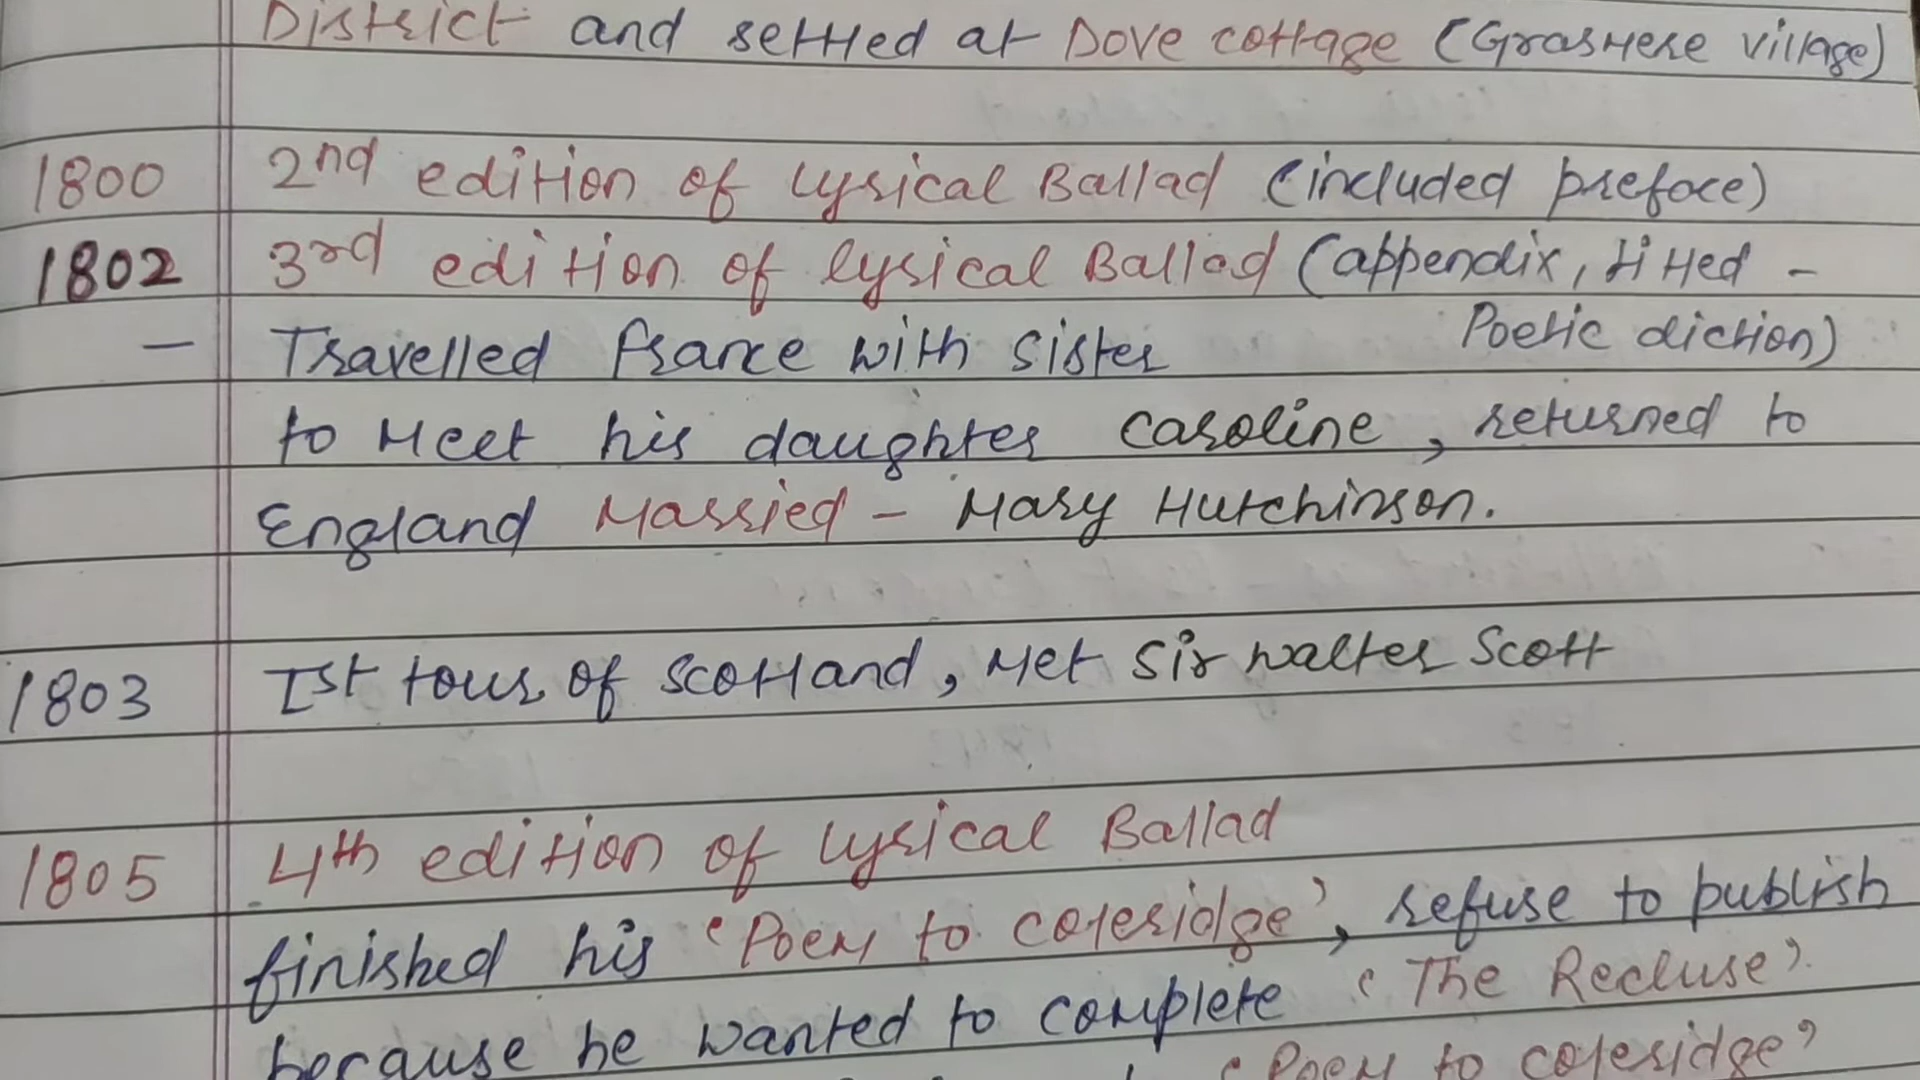 District and settled at Dove cottage (Grasmere village)
1800 2nd edition of Lyrical Ballad (included preface)
1802 3rd edition of lyrical Ballad (appendix, titled -
Poetic diction)
- Travelled france with sister
to meet his daughter Caroline, returned to
England Married - Mary Hutchinson.
1803 Ist tour of Scotland, met Sir walter Scott
1805 4th edition of Lyrical Ballad
finished his 'Poem to coleridge', refuse to publish
because he wanted to complete 'The Recluse'.
'Poem to coleridge'